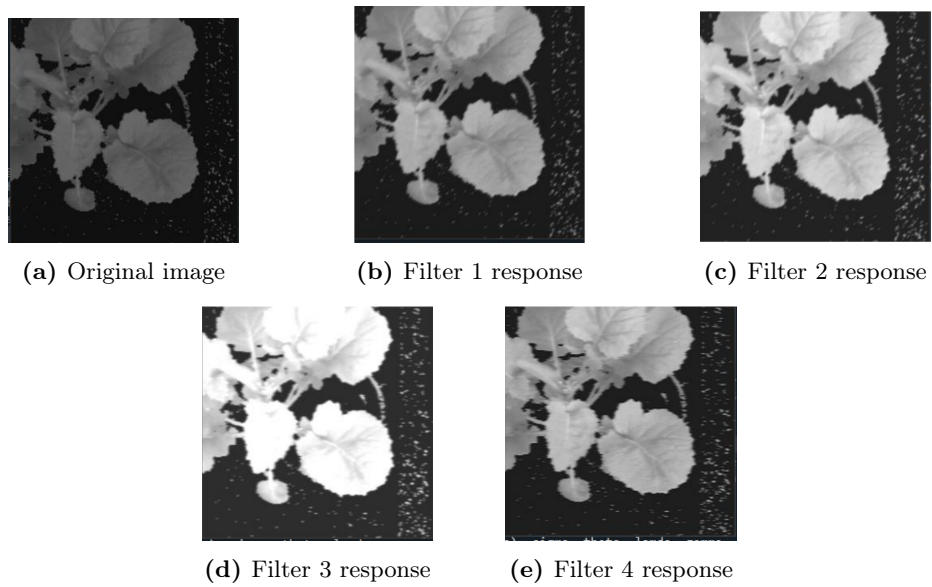 (a) Original image
(b) Filter 1 response
(c) Filter 2 response
(d) Filter 3 response
(e) Filter 4 response